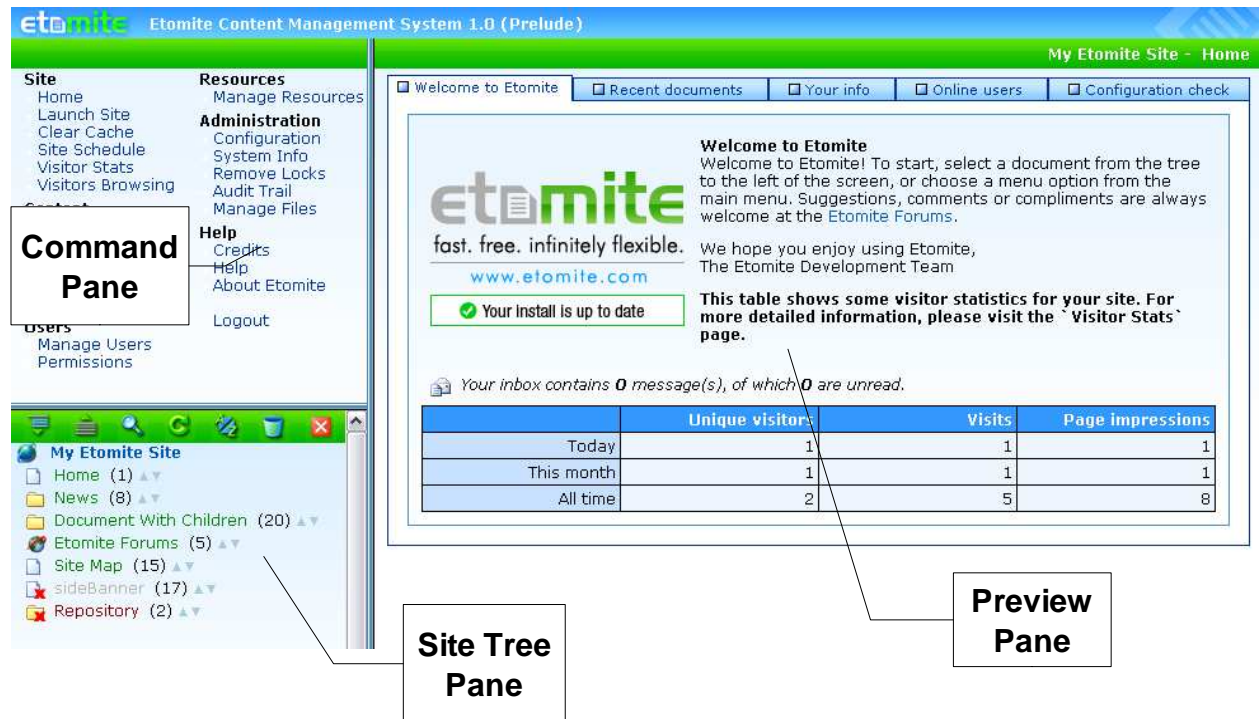 etomite Etomite Content Management System 1.0 (Prelude)
My Etomite Site - Home
Site
Home
Launch Site
Clear Cache
Site Schedule
Visitor Stats
Visitors Browsing
Content
Users
Manage Users
Permissions
Resources
Manage Resources
Administration
Configuration
System Info
Remove Locks
Audit Trail
Manage Files
Help
Credits
Help
About Etomite
Logout
Command
Pane
My Etomite Site
Home (1)
News (8)
Document With Children (20)
Etomite Forums (5)
Site Map (15)
sideBanner (17)
Repository (2)
Site Tree
Pane
Welcome to Etomite Recent documents Your info Online users Configuration check
etomite
fast. free. infinitely flexible.
www.etomite.com
Your install is up to date
Welcome to Etomite
Welcome to Etomite! To start, select a document from the tree
to the left of the screen, or choose a menu option from the
main menu. Suggestions, comments or compliments are always
welcome at the Etomite Forums.
We hope you enjoy using Etomite,
The Etomite Development Team
This table shows some visitor statistics for your site. For
more detailed information, please visit the `Visitor Stats`
page.
Your inbox contains 0 message(s), of which 0 are unread.
Unique visitors Visits Page impressions
Today 1 1 1
This month 1 1 1
All time 2 5 8
Preview
Pane